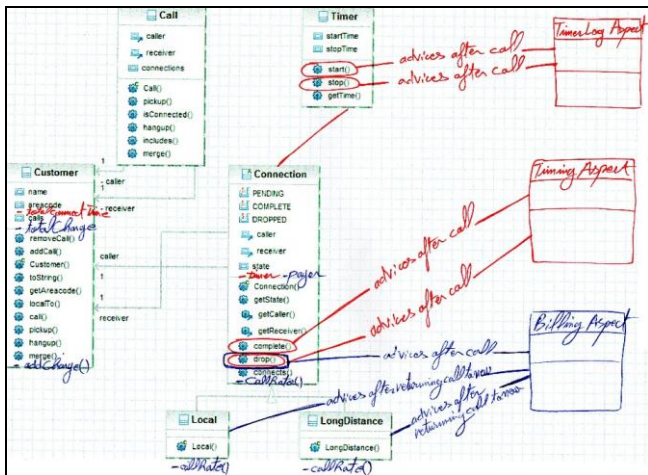 Call
caller
receiver
connections
Call()
pickup()
isConnected()
hangup()
includes()
merge()
Timer
startTime
stopTime
start()
stop()
getTime()
advices after call
advices after call
TimerLog Aspect
Customer
name
areacode
- totalConnectTime
calls
- totalCharge
removeCall()
addCall()
Customer()
toString()
getAreacode()
localTo()
call()
pickup()
hangup()
merge()
- addCharge()
1
caller
1
receiver
caller
1
1
receiver
Connection
PENDING
COMPLETE
DROPPED
caller
receiver
state
- timer - payer
Connection()
getState()
getCaller()
getReceiver()
complete()
drop()
connects()
- callRate()
advices after call
advices after call
Timing Aspect
advices after call
advices after returning call to new
advices after
returning call to new
Billing Aspect
Local
Local()
- callRate()
LongDistance
LongDistance()
- callRate()